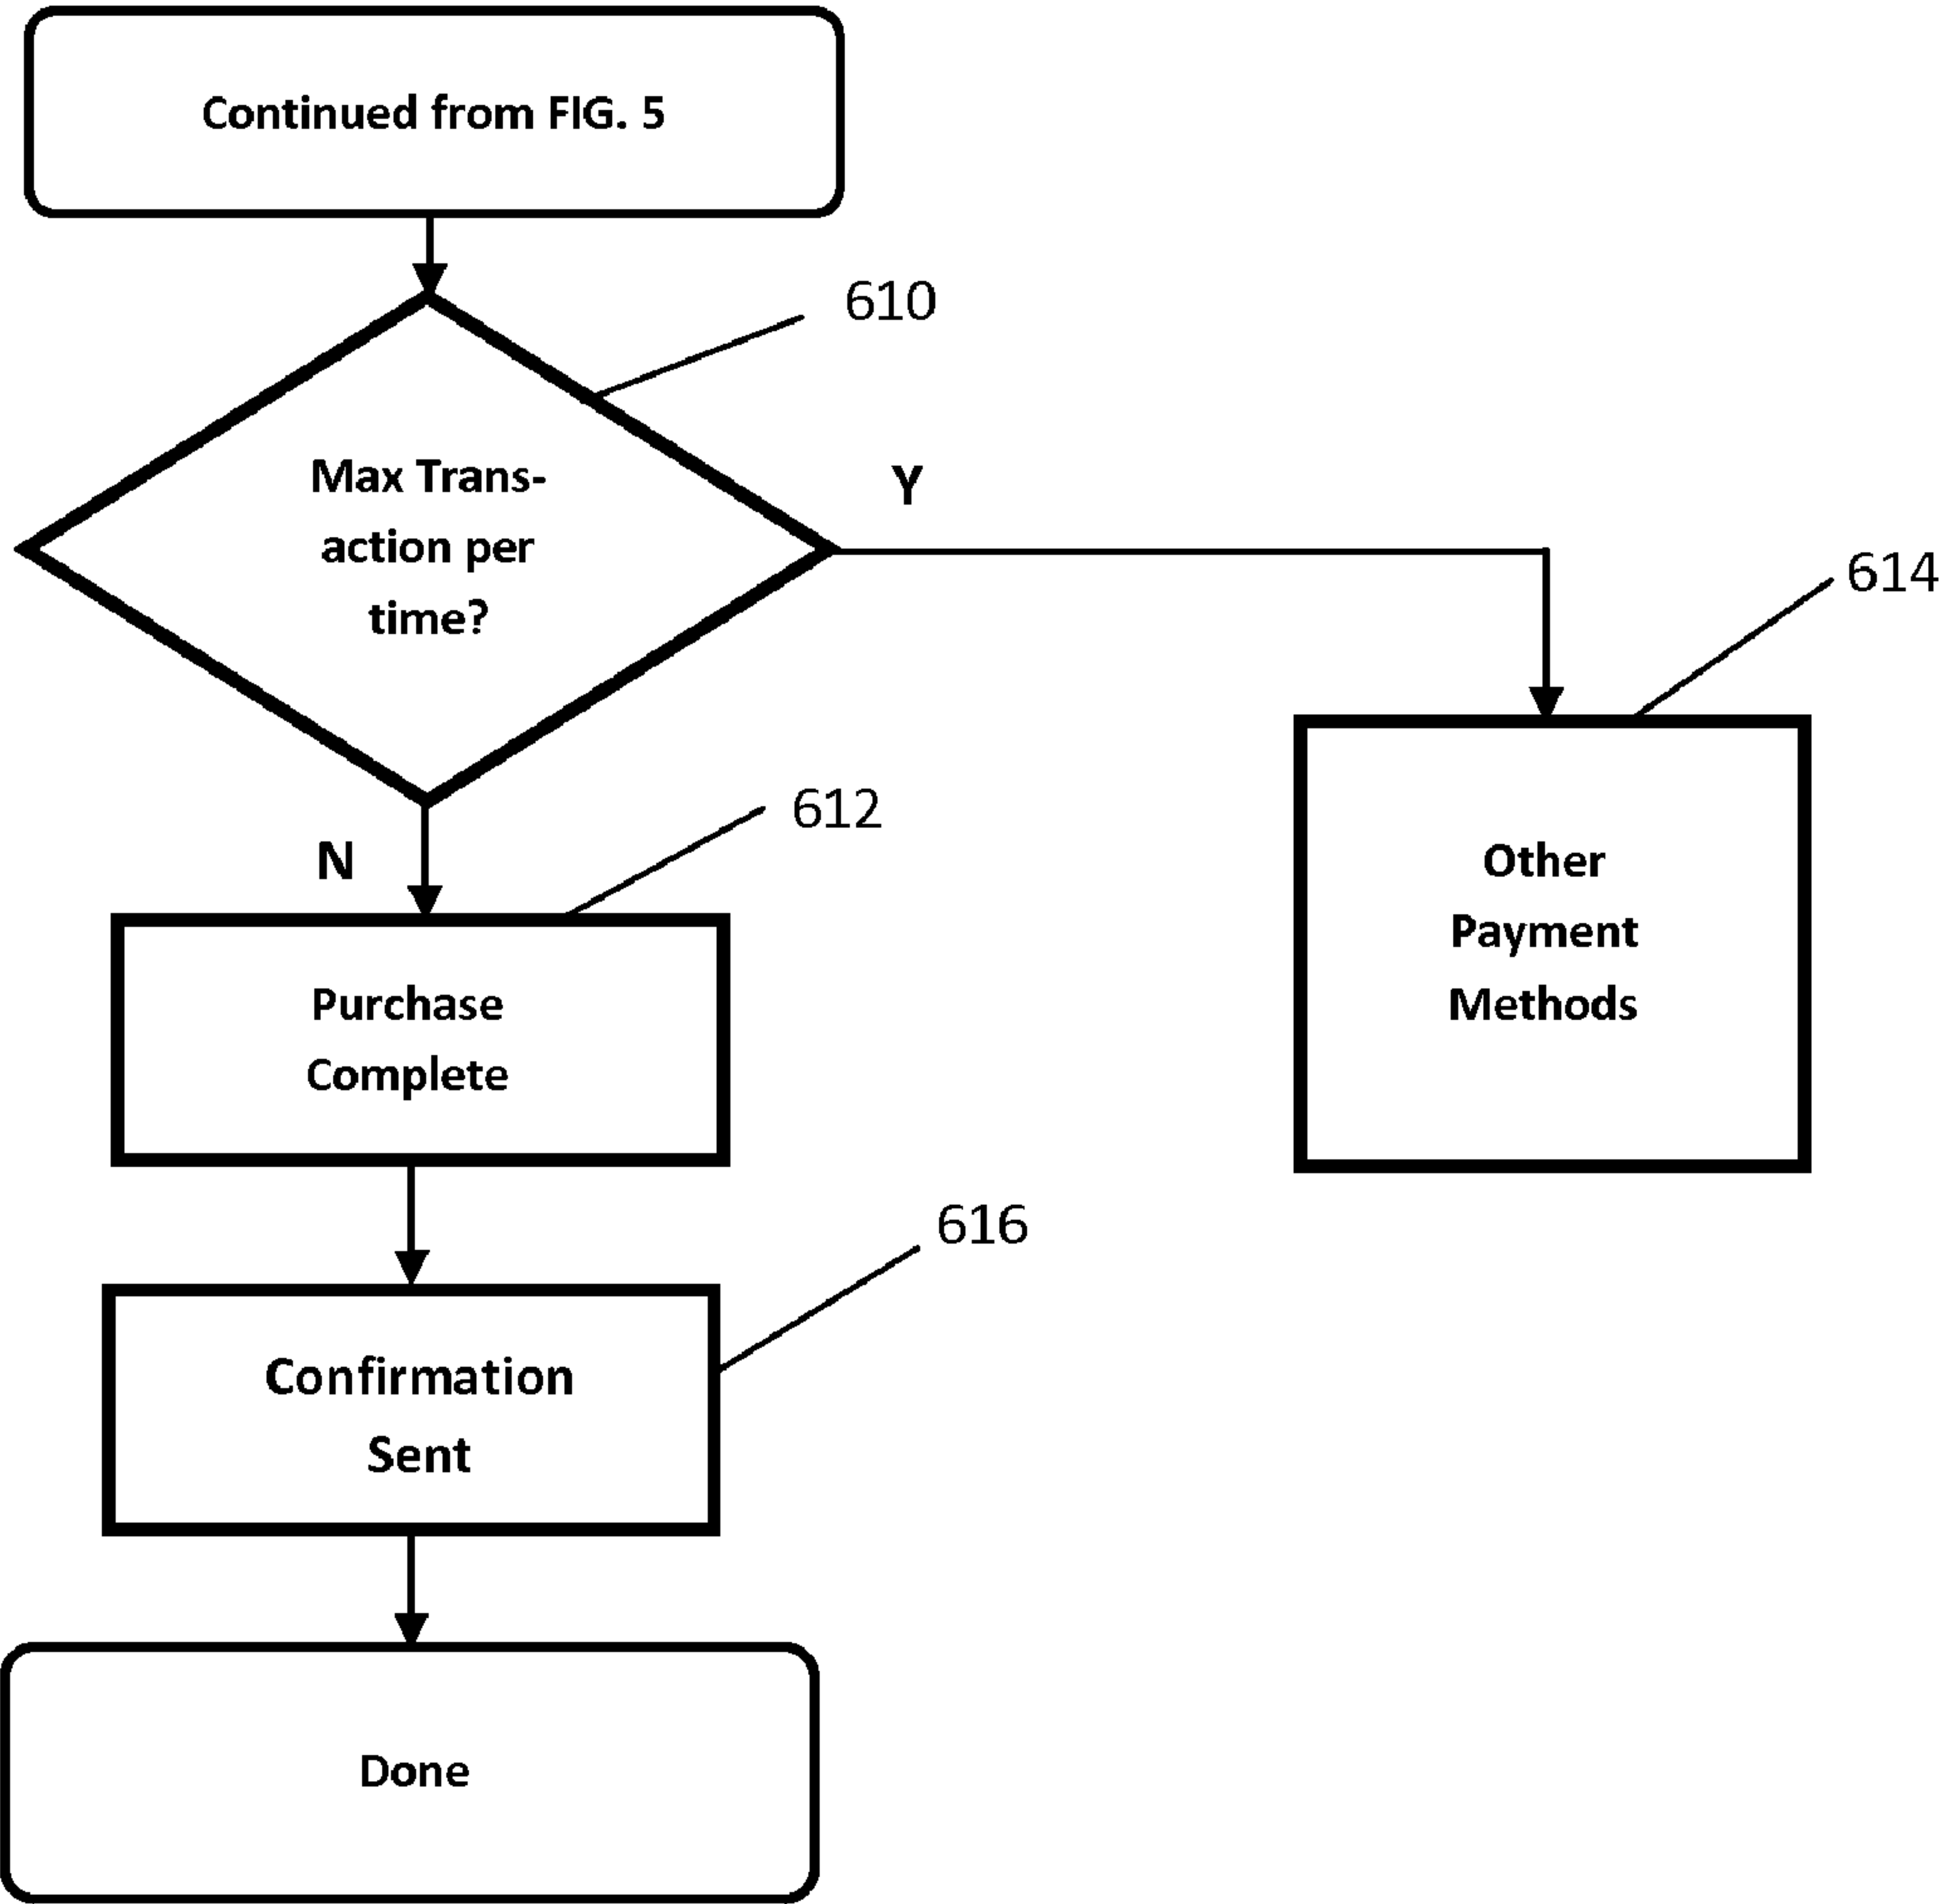 Continued from FIG. 5
610
Max Trans-
action per
time?
Y
614
N
612
Other
Payment
Methods
Purchase
Complete
616
Confirmation
Sent
Done